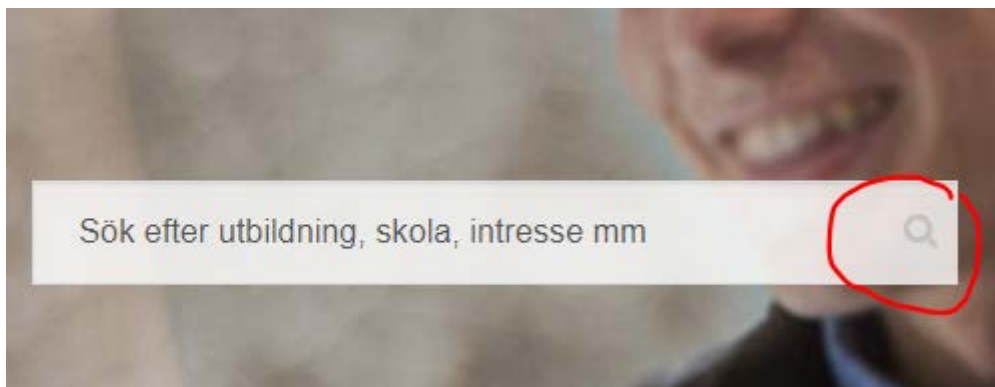 Sök efter utbildning, skola, intresse mm